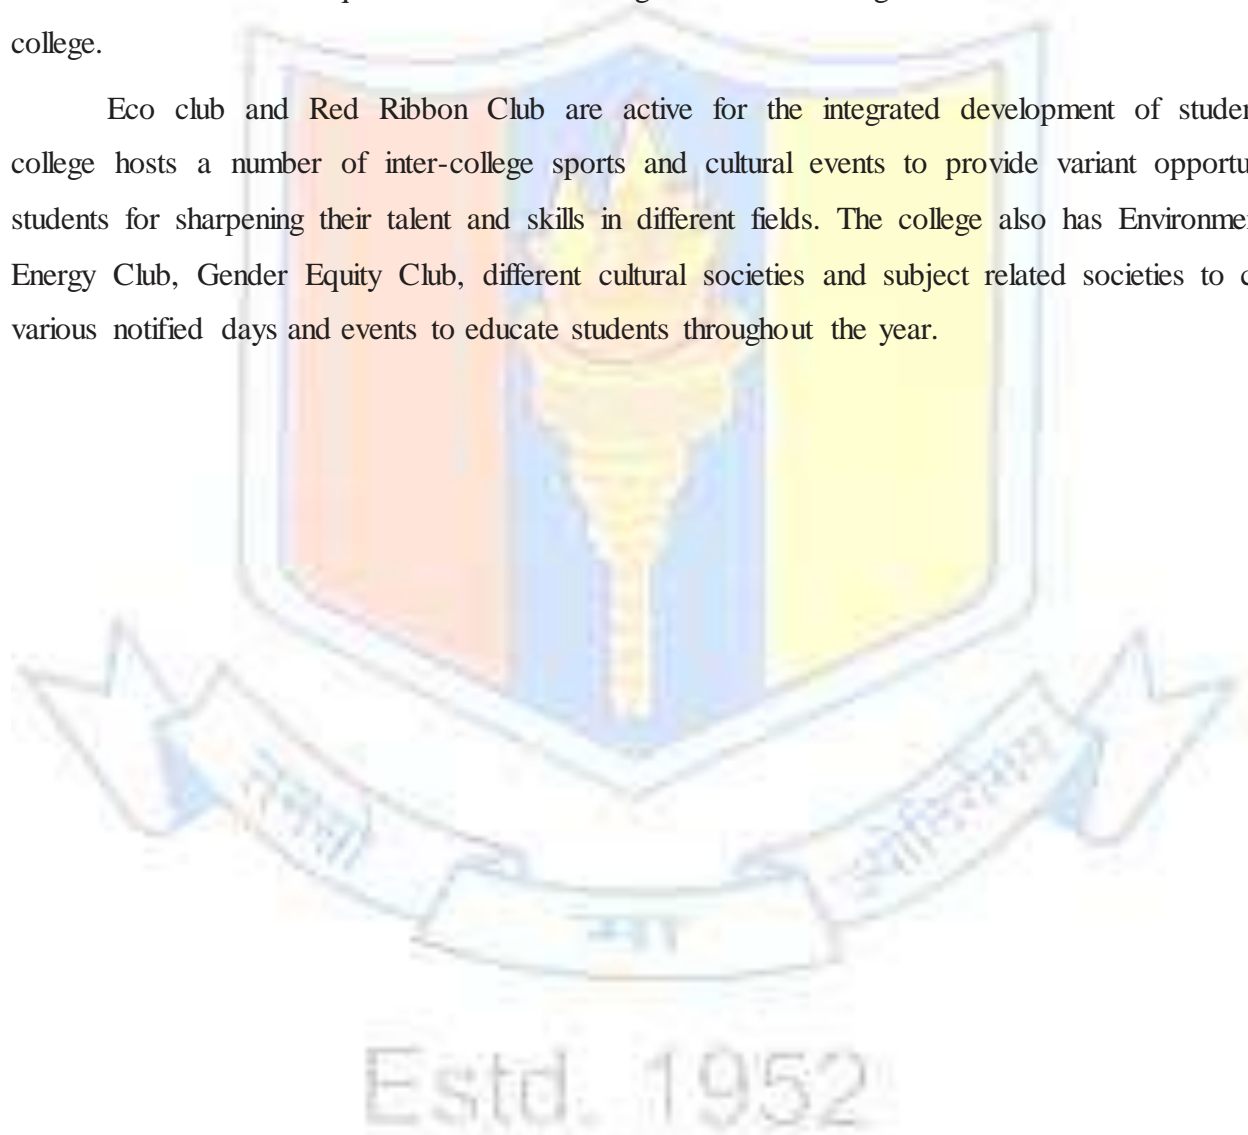 college.
Eco club and Red Ribbon Club are active for the integrated development of studen
college hosts a number of inter-college sports and cultural events to provide variant opportu
students for sharpening their talent and skills in different fields. The college also has Environme
Energy Club, Gender Equity Club, different cultural societies and subject related societies to c
various notified days and events to educate students throughout the year.
तमसो
मा
ज्योतिर्गमय
Estd. 1952